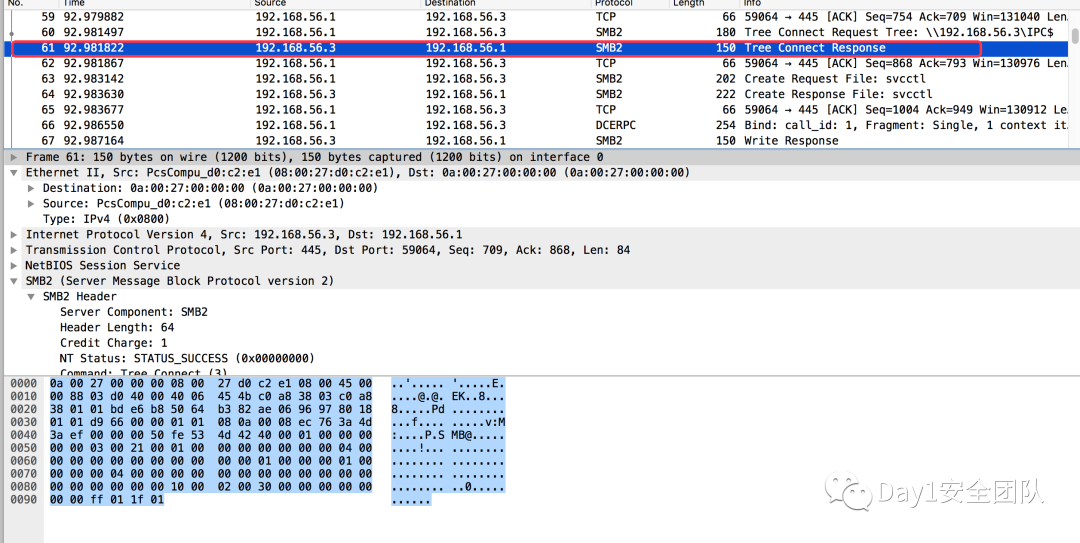 No. Time Source Destination Protocol Length Info
59 92.979882 192.168.56.1 192.168.56.3 TCP 66 59064 → 445 [ACK] Seq=754 Ack=709 Win=131040 Len.
60 92.981497 192.168.56.1 192.168.56.3 SMB2 180 Tree Connect Request Tree: \\192.168.56.3\IPC$
61 92.981822 192.168.56.3 192.168.56.1 SMB2 150 Tree Connect Response
62 92.981867 192.168.56.1 192.168.56.3 TCP 66 59064 → 445 [ACK] Seq=868 Ack=793 Win=130976 Len.
63 92.983142 192.168.56.1 192.168.56.3 SMB2 202 Create Request File: svcctl
64 92.983630 192.168.56.3 192.168.56.1 SMB2 222 Create Response File: svcctl
65 92.983677 192.168.56.1 192.168.56.3 TCP 66 59064 → 445 [ACK] Seq=1004 Ack=949 Win=130912 L…
66 92.986550 192.168.56.1 192.168.56.3 DCERPC 254 Bind: call_id: 1, Fragment: Single, 1 context it.
67 92.987164 192.168.56.3 192.168.56.1 SMB2 150 Write Response
Frame 61: 150 bytes on wire (1200 bits), 150 bytes captured (1200 bits) on interface 0
Ethernet II, Src: PcsCompu_d0:c2:e1 (08:00:27:d0:c2:e1), Dst: 0a:00:27:00:00:00 (0a:00:27:00:00:00)
Destination: 0a:00:27:00:00:00 (0a:00:27:00:00:00)
Source: PcsCompu_d0:c2:e1 (08:00:27:d0:c2:e1)
Type: IPv4 (0x0800)
Internet Protocol Version 4, Src: 192.168.56.3, Dst: 192.168.56.1
Transmission Control Protocol, Src Port: 445, Dst Port: 59064, Seq: 709, Ack: 868, Len: 84
NetBIOS Session Service
SMB2 (Server Message Block Protocol version 2)
SMB2 Header
Server Component: SMB2
Header Length: 64
Credit Charge: 1
NT Status: STATUS_SUCCESS (0x00000000)
Command: Tree Connect (3)
0000 0a 00 27 00 00 00 08 00 27 d0 c2 e1 08 00 45 00 ..'..... '.....E.
0010 00 88 03 d0 40 00 40 06 45 4b c0 a8 38 03 c0 a8 ....@.@. EK..8...
0020 38 01 01 bd e6 b8 50 64 b3 82 ae 06 96 97 80 18 8.....Pd ........
0030 01 01 d9 66 00 00 01 01 08 0a 00 08 ec 76 3a 4d ...f.... .....v:M
0040 3a ef 00 00 00 50 fe 53 4d 42 40 00 01 00 00 00 :....P.S MB@.....
0050 00 00 03 00 21 00 01 00 00 00 00 00 00 00 04 00 ....!... ........
0060 00 00 00 00 00 00 00 00 00 00 01 00 00 00 01 00 ........ ........
0070 00 00 00 04 00 00 00 00 00 00 00 00 00 00 00 00 ........ ........
0080 00 00 00 00 00 00 10 00 02 00 30 00 00 00 00 00 ........ ..0.....
0090 00 00 ff 01 1f 01 ......
Day1安全团队